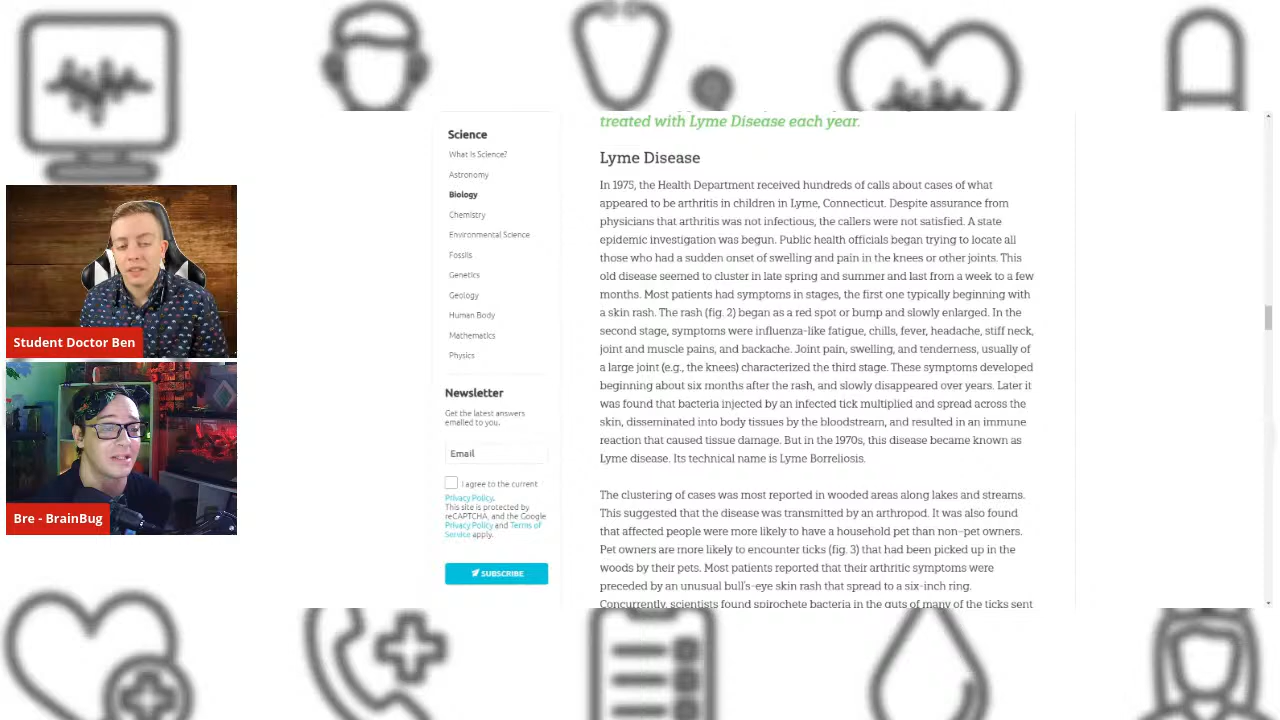 treated with Lyme Disease each year.
Science
What Is Science?
Astronomy
Biology
Chemistry
Environmental Science
Fossils
Genetics
Geology
Human Body
Mathematics
Physics
Newsletter
Get the latest answers
emailed to you.
Email
I agree to the current
Privacy Policy.
This site is protected by
reCAPTCHA, and the Google
Privacy Policy and Terms of
Service apply.
SUBSCRIBE
Lyme Disease
In 1975, the Health Department received hundreds of calls about cases of what
appeared to be arthritis in children in Lyme, Connecticut. Despite assurance from
physicians that arthritis was not infectious, the callers were not satisfied. A state
epidemic investigation was begun. Public health officials began trying to locate all
those who had a sudden onset of swelling and pain in the knees or other joints. This
old disease seemed to cluster in late spring and summer and last from a week to a few
months. Most patients had symptoms in stages, the first one typically beginning with
a skin rash. The rash (fig. 2) began as a red spot or bump and slowly enlarged. In the
second stage, symptoms were influenza-like fatigue, chills, fever, headache, stiff neck,
joint and muscle pains, and backache. Joint pain, swelling, and tenderness, usually of
a large joint (e.g., the knees) characterized the third stage. These symptoms developed
beginning about six months after the rash, and slowly disappeared over years. Later it
was found that bacteria injected by an infected tick multiplied and spread across the
skin, disseminated into body tissues by the bloodstream, and resulted in an immune
reaction that caused tissue damage. But in the 1970s, this disease became known as
Lyme disease. Its technical name is Lyme Borreliosis.
The clustering of cases was most reported in wooded areas along lakes and streams.
This suggested that the disease was transmitted by an arthropod. It was also found
that affected people were more likely to have a household pet than non-pet owners.
Pet owners are more likely to encounter ticks (fig. 3) that had been picked up in the
woods by their pets. Most patients reported that their arthritic symptoms were
preceded by an unusual bull's-eye skin rash that spread to a six-inch ring.
Concurrently, scientists found spirochete bacteria in the guts of many of the ticks sent
Student Doctor Ben
Bre - BrainBug